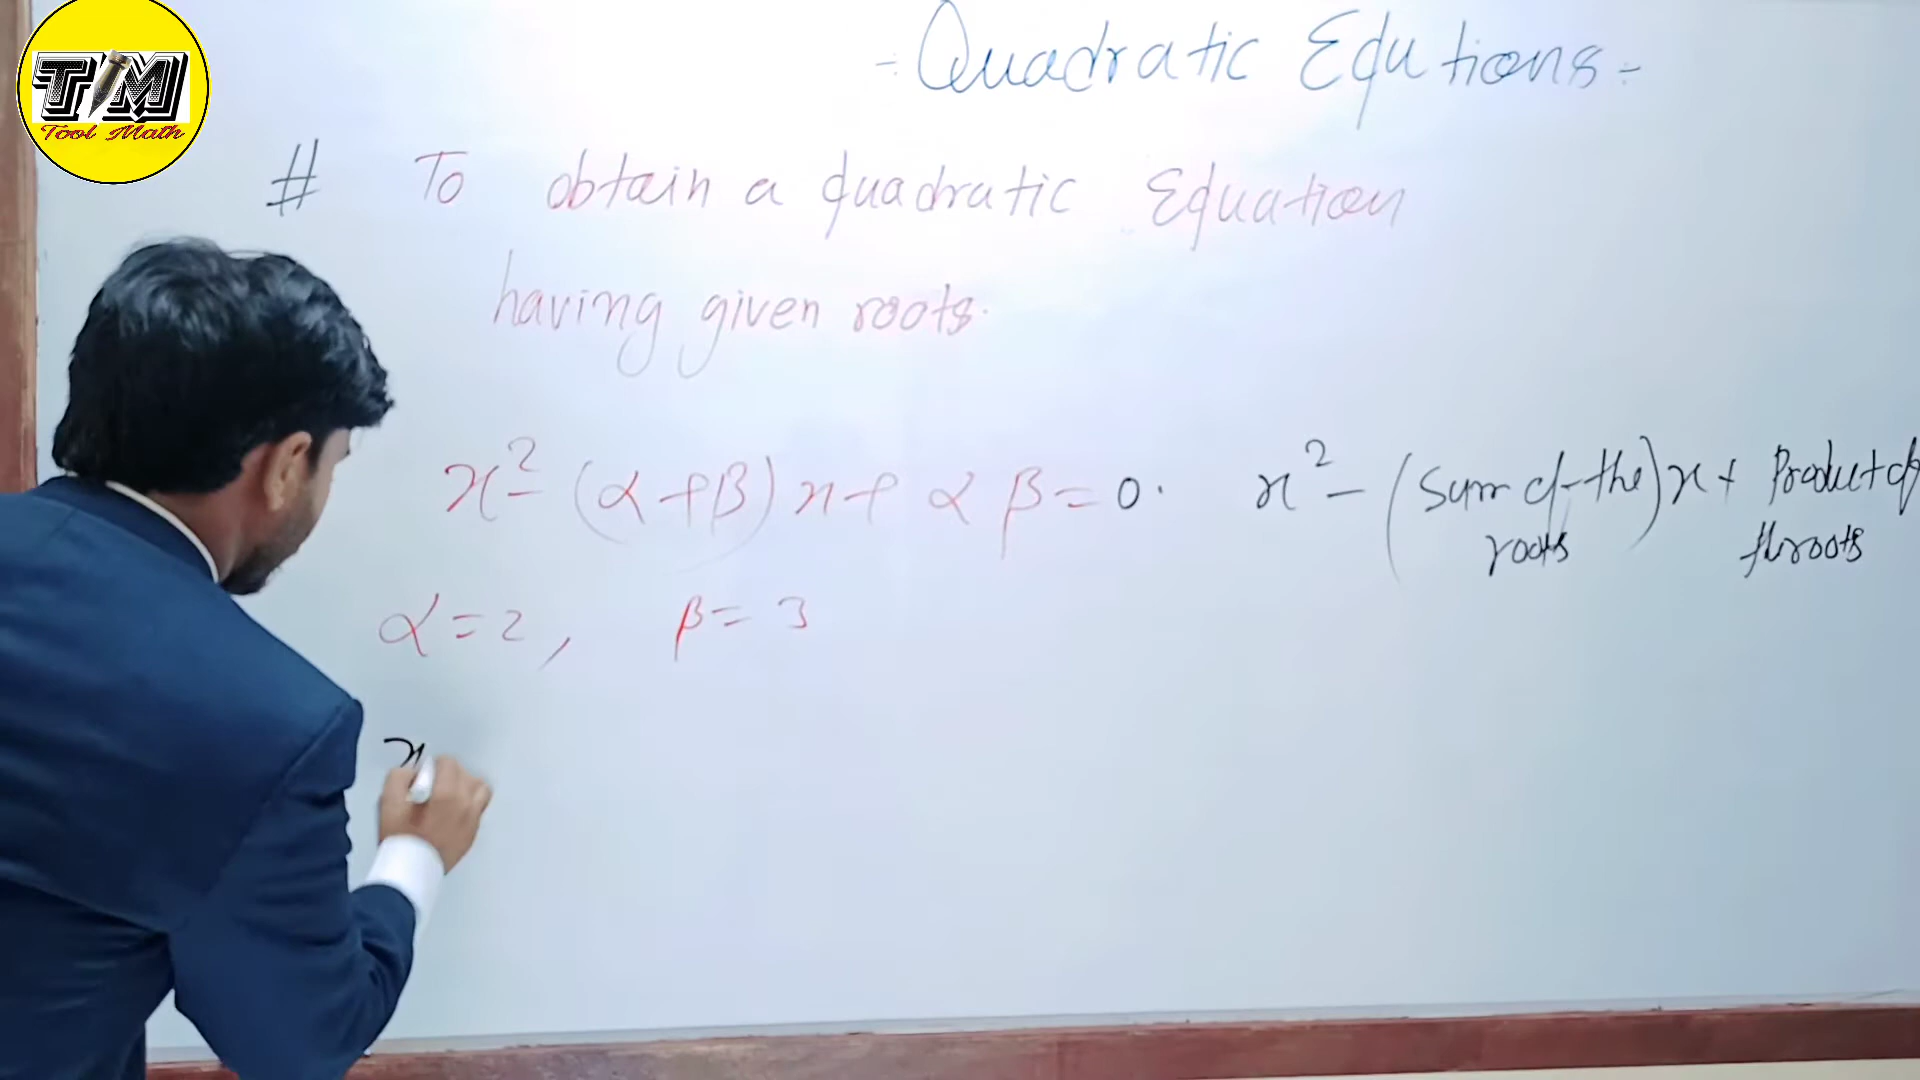 TM
Tool Math
- Quadratic Equtions -
# To obtain a quadratic Equation
having given roots.
x² - (α+β)x+ αβ=0. x² - (Sum of the roots)x + Product of
the roots
α=2, β=3
x